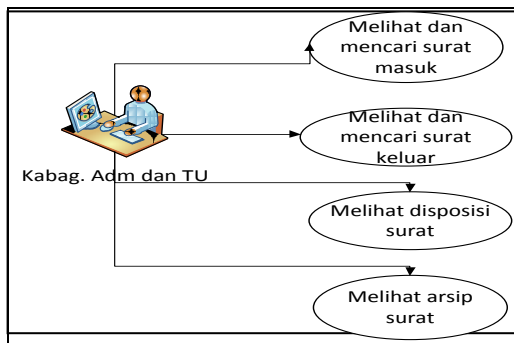 Melihat dan
mencari surat
masuk
Melihat dan
mencari surat
keluar
Kabag. Adm dan TU
Melihat disposisi
surat
Melihat arsip
surat